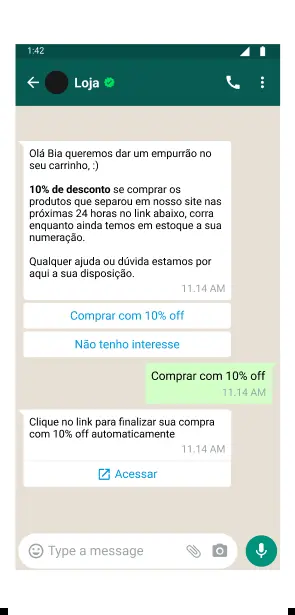 1:42
Loja
Olá Bia queremos dar um empurrão no
seu carrinho, :)
10% de desconto se comprar os
produtos que separou em nosso site nas
próximas 24 horas no link abaixo, corra
enquanto ainda temos em estoque a sua
numeração.
Qualquer ajuda ou dúvida estamos por
aqui a sua disposição.
11.14 AM
Comprar com 10% off
Não tenho interesse
Comprar com 10% off
11.14 AM
Clique no link para finalizar sua compra
com 10% off automaticamente
11.14 AM
Acessar
Type a message